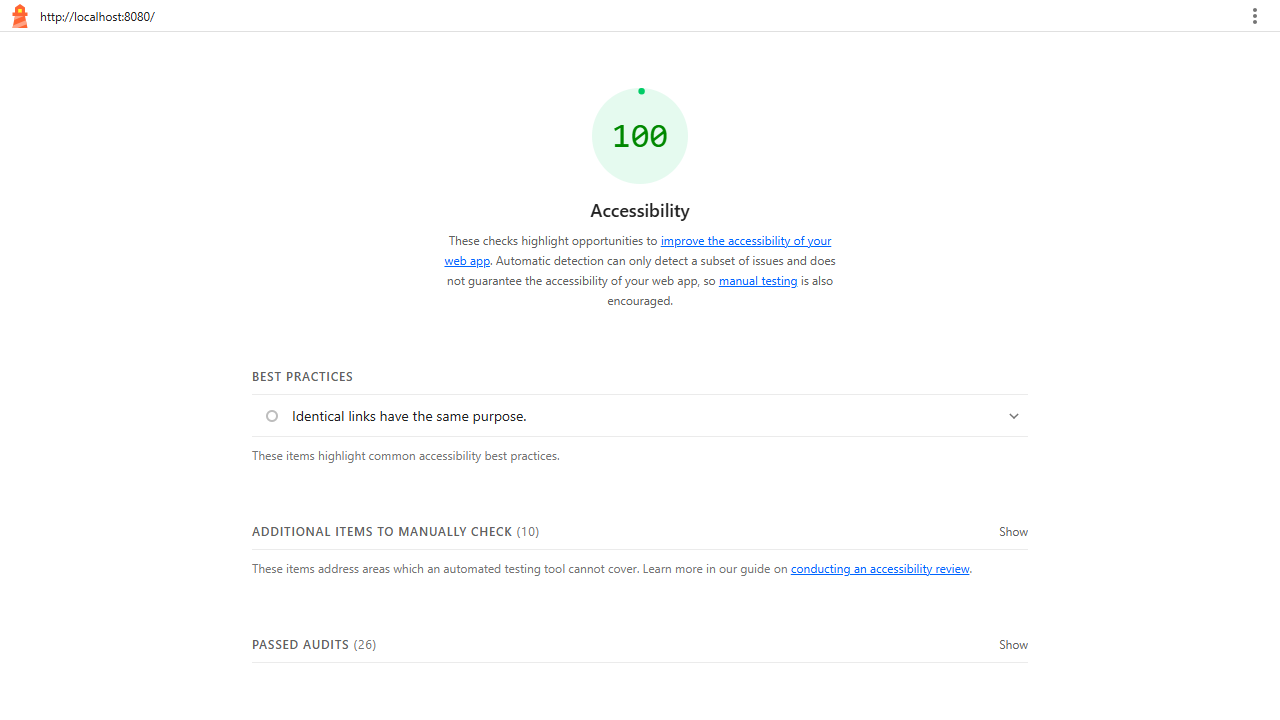 http://localhost:8080/
100
Accessibility
These checks highlight opportunities to improve the accessibility of your
web app. Automatic detection can only detect a subset of issues and does
not guarantee the accessibility of your web app, so manual testing is also
encouraged.
BEST PRACTICES
Identical links have the same purpose.
These items highlight common accessibility best practices.
ADDITIONAL ITEMS TO MANUALLY CHECK (10) Show
These items address areas which an automated testing tool cannot cover. Learn more in our guide on conducting an accessibility review.
PASSED AUDITS (26) Show